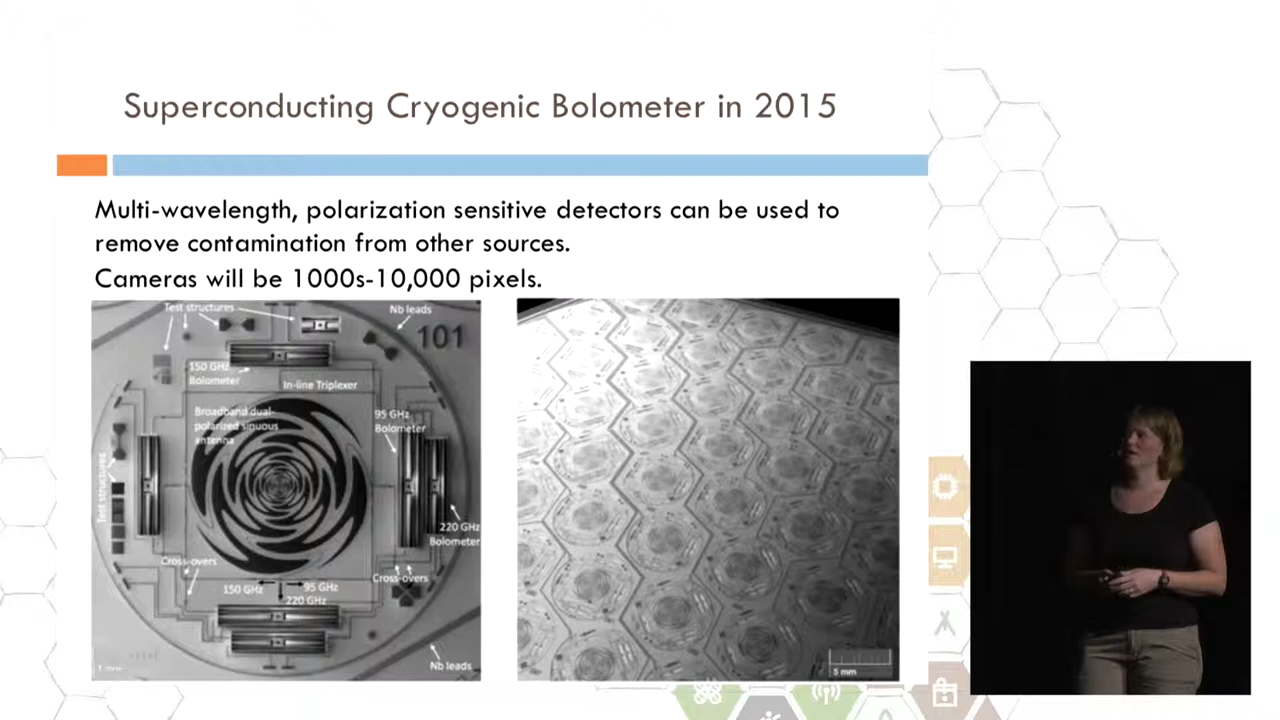 Superconducting Cryogenic Bolometer in 2015
Multi-wavelength, polarization sensitive detectors can be used to
remove contamination from other sources.
Cameras will be 1000s-10,000 pixels.
Test structures
Nb leads
101
150 GHz
Bolometer
In-line Triplexer
Broadband dual-
polarized sinuous
antenna
95 GHz
Bolometer
Test structures
220 GHz
Bolometer
Cross-overs
Cross-overs
150 GHz
95 GHz
220 GHz
Nb leads
5 mm